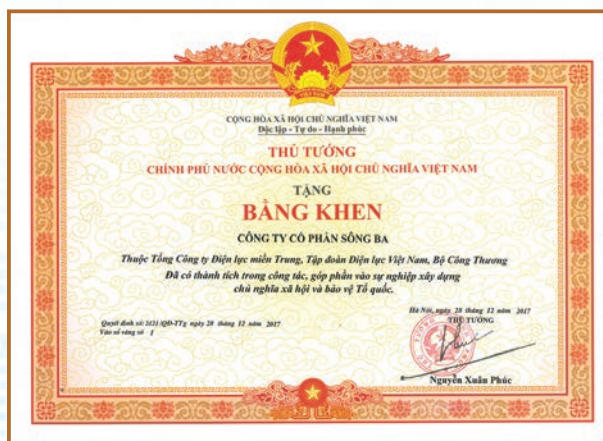 CỘNG HÒA XÃ HỘI CHỦ NGHĨA VIỆT NAM
Độc lập - Tự do - Hạnh phúc
THỦ TƯỚNG
CHÍNH PHỦ NƯỚC CỘNG HÒA XÃ HỘI CHỦ NGHĨA VIỆT NAM
TẶNG
BẰNG KHEN
CÔNG TY CỔ PHẦN SÔNG BA
Thuộc Tổng Công ty Điện lực miền Trung, Tập đoàn Điện lực Việt Nam, Bộ Công Thương
Đã có thành tích trong công tác, góp phần vào sự nghiệp xây dựng
chủ nghĩa xã hội và bảo vệ Tổ quốc.
Quyết định số: 2121/QĐ-TTg ngày 28 tháng 12 năm 2017
Vào sổ vàng số 1
Hà Nội, ngày 28 tháng 12 năm 2017
THỦ TƯỚNG
Nguyễn Xuân Phúc